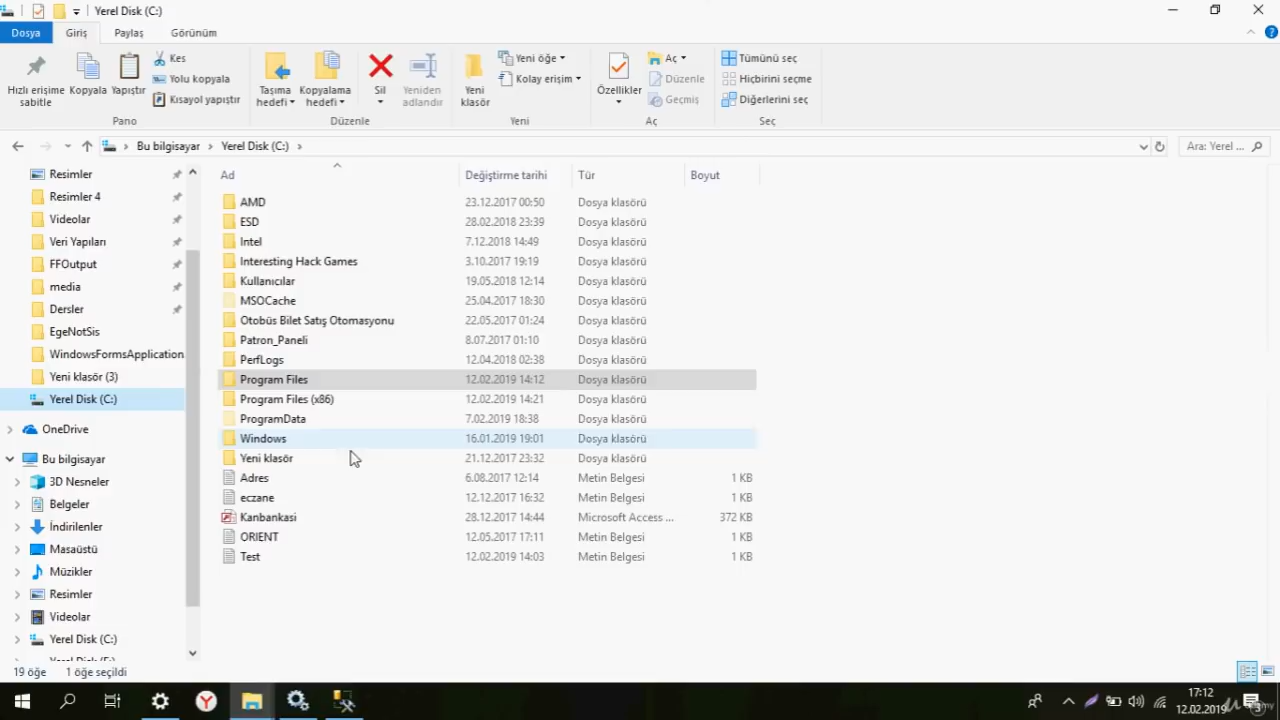 Yerel Disk (C:)
Dosya
Giriş
Paylaş
Görünüm
Hızlı erişime sabitle
Kopyala
Yapıştır
Kes
Yolu kopyala
Kısayol yapıştır
Pano
Taşıma hedefi
Kopyalama hedefi
Sil
Yeniden adlandır
Düzenle
Yeni klasör
Yeni öğe
Kolay erişim
Yeni
Özellikler
Aç
Düzenle
Geçmiş
Aç
Tümünü seç
Hiçbirini seçme
Diğerlerini seç
Seç
Bu bilgisayar > Yerel Disk (C:) >
Ara: Yerel ...
Resimler
Resimler 4
Videolar
Veri Yapıları
FFOutput
media
Dersler
EgeNotSis
WindowsFormsApplication
Yeni klasör (3)
Yerel Disk (C:)
OneDrive
Bu bilgisayar
3D Nesneler
Belgeler
İndirilenler
Masaüstü
Müzikler
Resimler
Videolar
Yerel Disk (C:)
Ad Değiştirme tarihi Tür Boyut
AMD 23.12.2017 00:50 Dosya klasörü
ESD 28.02.2018 23:39 Dosya klasörü
Intel 7.12.2018 14:49 Dosya klasörü
Interesting Hack Games 3.10.2017 19:19 Dosya klasörü
Kullanıcılar 19.05.2018 12:14 Dosya klasörü
MSOCache 25.04.2017 18:30 Dosya klasörü
Otobüs Bilet Satış Otomasyonu 22.05.2017 01:24 Dosya klasörü
Patron_Paneli 8.07.2017 01:10 Dosya klasörü
PerfLogs 12.04.2018 02:38 Dosya klasörü
Program Files 12.02.2019 14:12 Dosya klasörü
Program Files (x86) 12.02.2019 14:21 Dosya klasörü
ProgramData 7.02.2019 18:38 Dosya klasörü
Windows 16.01.2019 19:01 Dosya klasörü
Yeni klasör 21.12.2017 23:32 Dosya klasörü
Adres 6.08.2017 12:14 Metin Belgesi 1 KB
eczane 12.12.2017 16:32 Metin Belgesi 1 KB
Kanbankasi 28.12.2017 14:44 Microsoft Access ... 372 KB
ORIENT 12.05.2017 17:11 Metin Belgesi 1 KB
Test 12.02.2019 14:03 Metin Belgesi 1 KB
19 öğe 1 öğe seçildi
17:12
12.02.2019